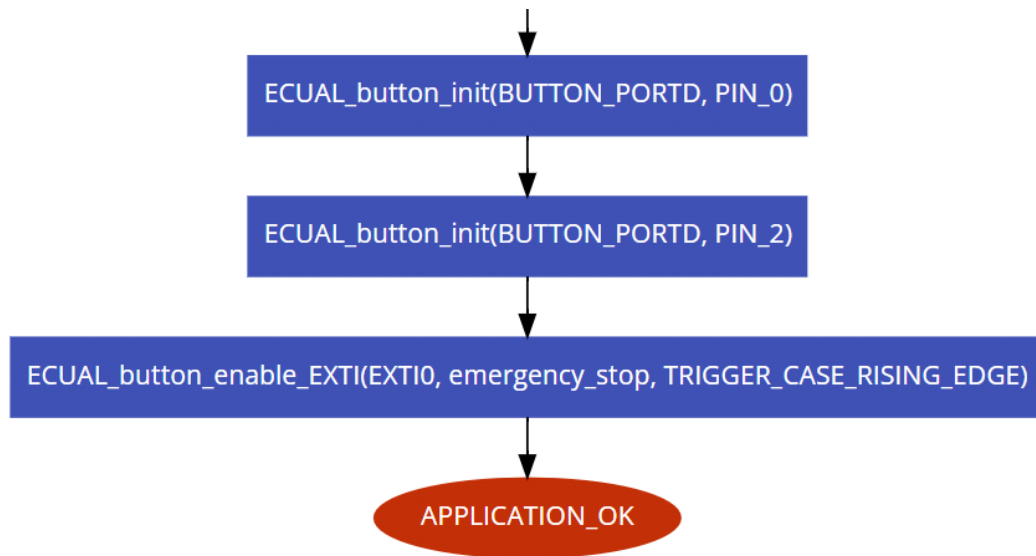 ECUAL_button_init(BUTTON_PORTD, PIN_0)
ECUAL_button_init(BUTTON_PORTD, PIN_2)
ECUAL_button_enable_EXTI(EXTI0, emergency_stop, TRIGGER_CASE_RISING_EDGE)
APPLICATION_OK